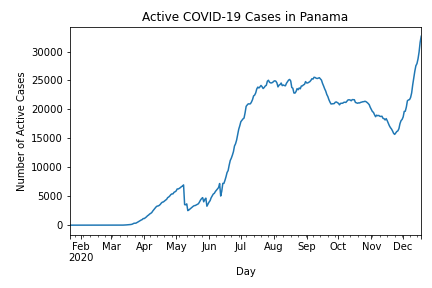 Active COVID-19 Cases in Panama
Number of Active Cases
30000
25000
20000
15000
10000
5000
0
Feb Mar Apr May Jun Jul Aug Sep Oct Nov Dec
2020
Day